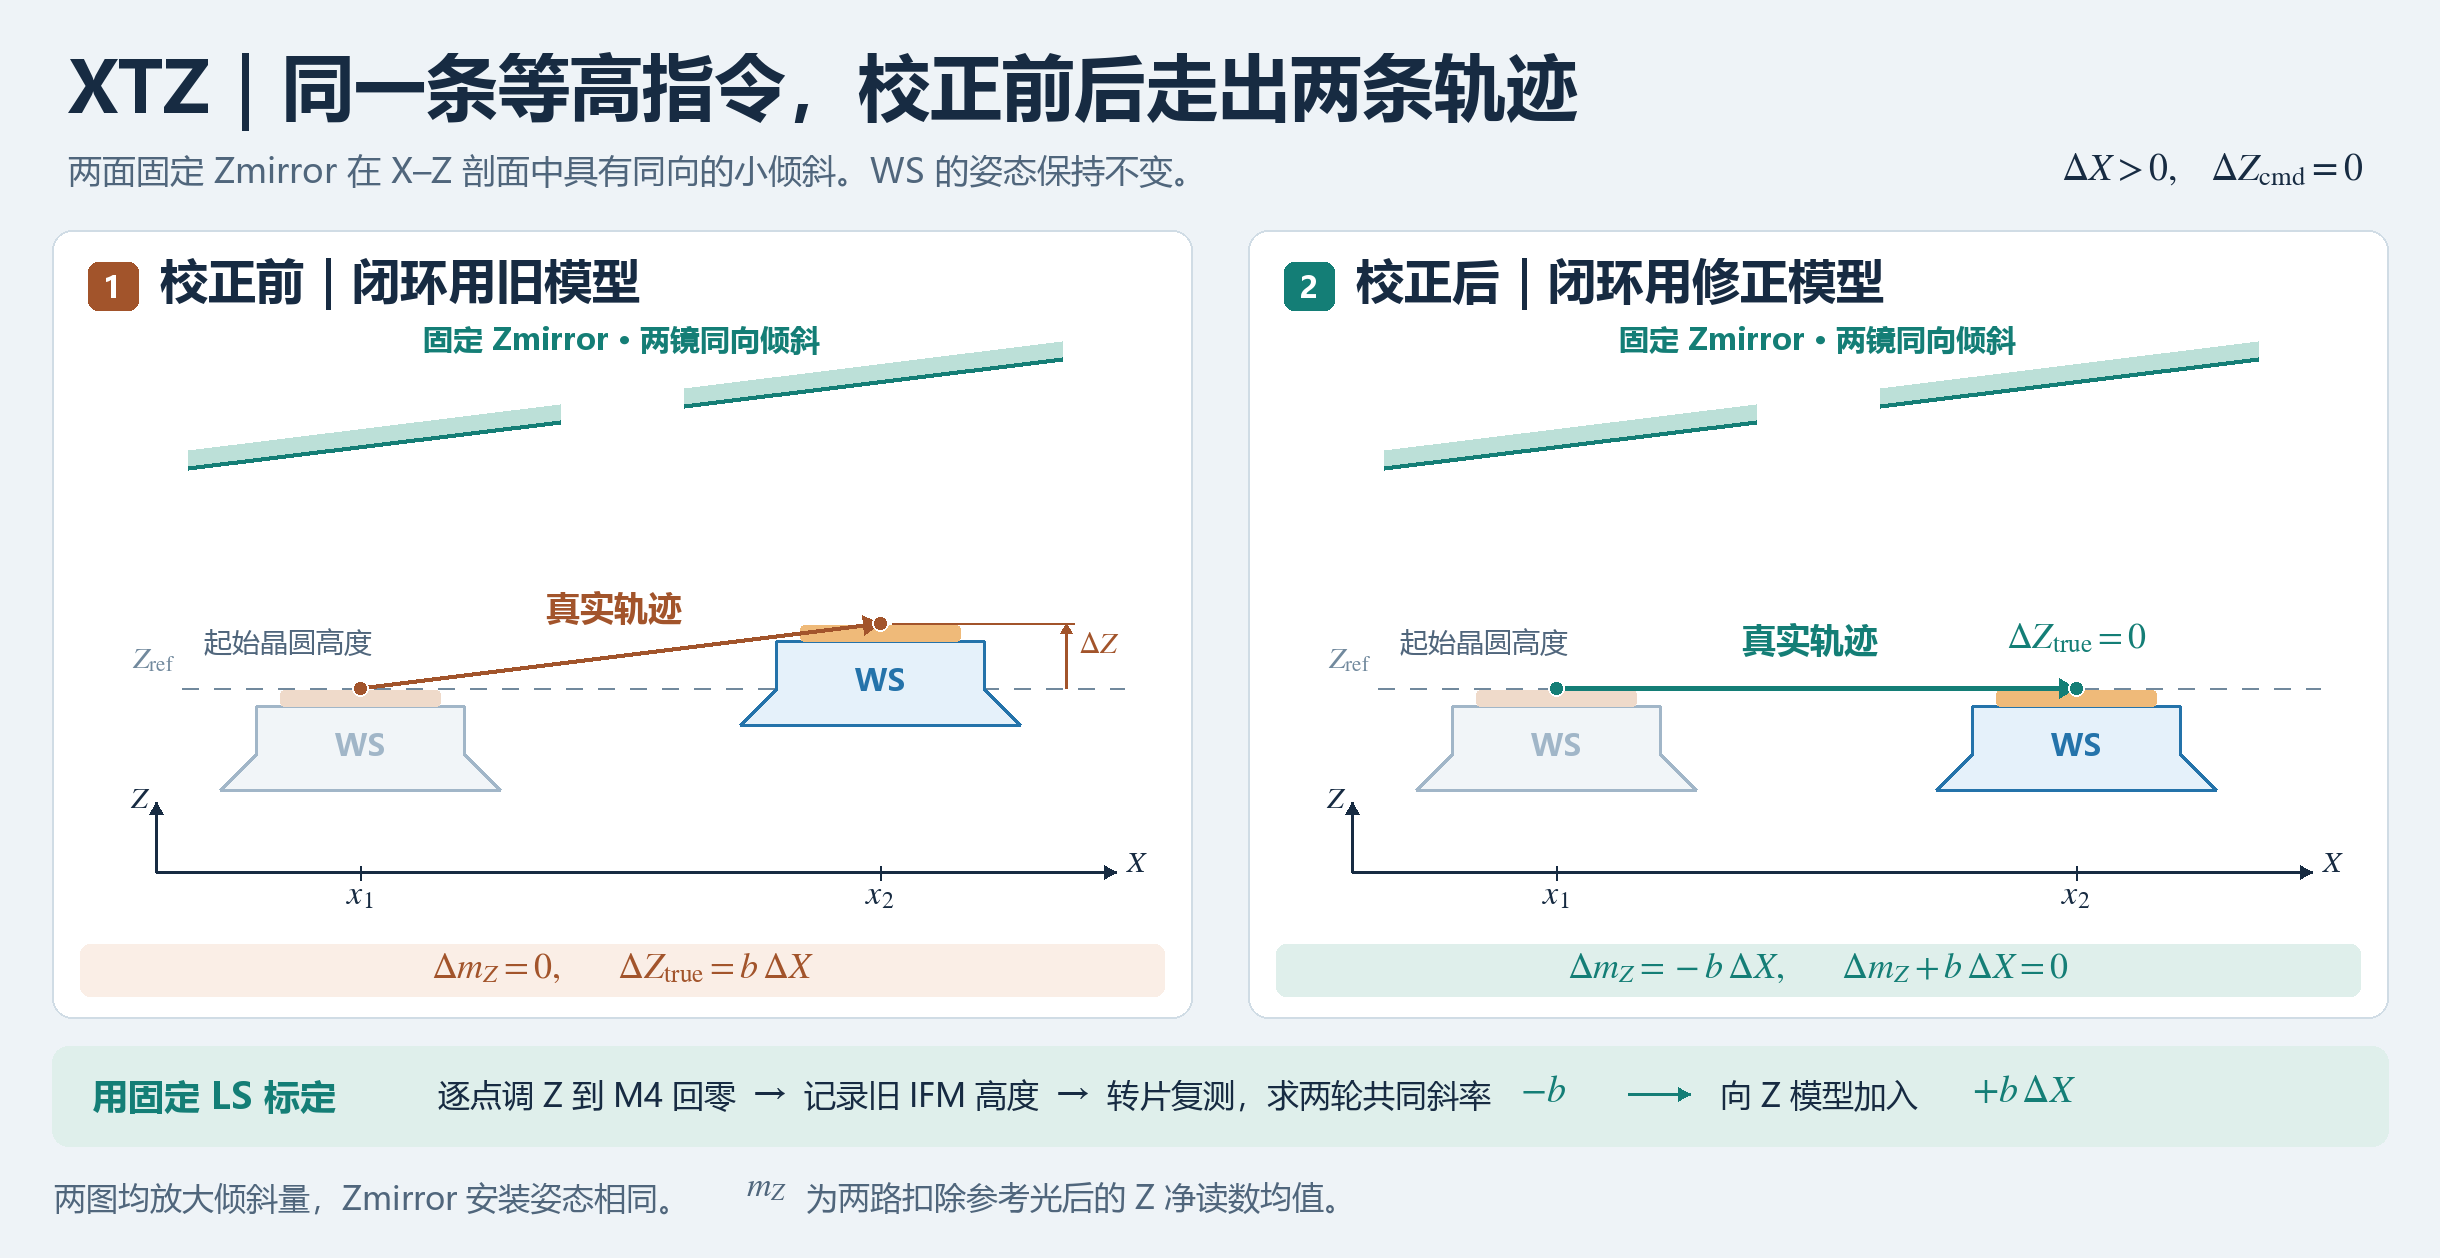 XTZ｜同一条等高指令，校正前后走出两条轨迹
两面固定 Zmirror 在 X–Z 剖面中具有同向的小倾斜。WS 的姿态保持不变。
ΔX>0, ΔZcmd=0
1 校正前｜闭环用旧模型
固定 Zmirror • 两镜同向倾斜
真实轨迹
起始晶圆高度
Zref
ΔZ
WS
WS
Z
X
x1
x2
ΔmZ=0, ΔZtrue=b ΔX
2 校正后｜闭环用修正模型
固定 Zmirror • 两镜同向倾斜
真实轨迹
ΔZtrue=0
起始晶圆高度
Zref
WS
WS
Z
X
x1
x2
ΔmZ=−b ΔX, ΔmZ+b ΔX=0
用固定 LS 标定 逐点调 Z 到 M4 回零 → 记录旧 IFM 高度 → 转片复测，求两轮共同斜率 −b → 向 Z 模型加入 +b ΔX
两图均放大倾斜量，Zmirror 安装姿态相同。 mZ 为两路扣除参考光后的 Z 净读数均值。